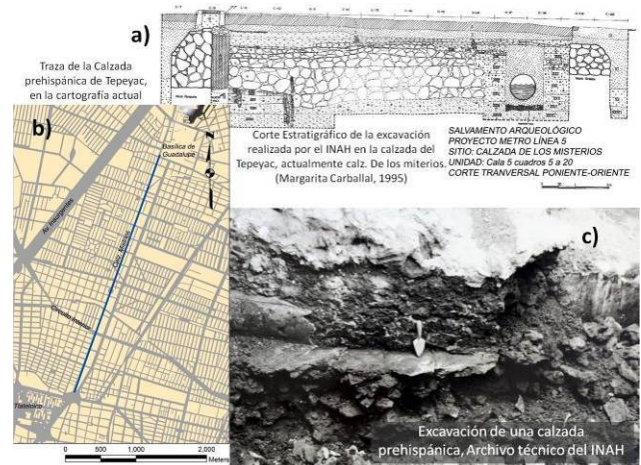 a)
Traza de la Calzada
prehispánica de Tepeyac,
en la cartografía actual
Corte Estratigráfico de la excavación
realizado por el INAH en la calzada del
Tepeyac, actualmente calz. De los miterios.
(Margarita Carballal, 1995)
SALVAMENTO ARQUEOLÓGICO
PROYECTO METRO LÍNEA 5
SITIO: CALZADA DE LOS MISTERIOS
UNIDAD: Cala 5 cuadros 5 a 20
CORTE TRANVERSAL PONIENTE-ORIENTE
b)
Basílica de
Guadalupe
Av. Insurgentes
Circuito Interior
Tlatelolco
0 500 1,000 2,000
Meters
c)
Excavación de una calzada
prehispánica, Archivo técnico del INAH